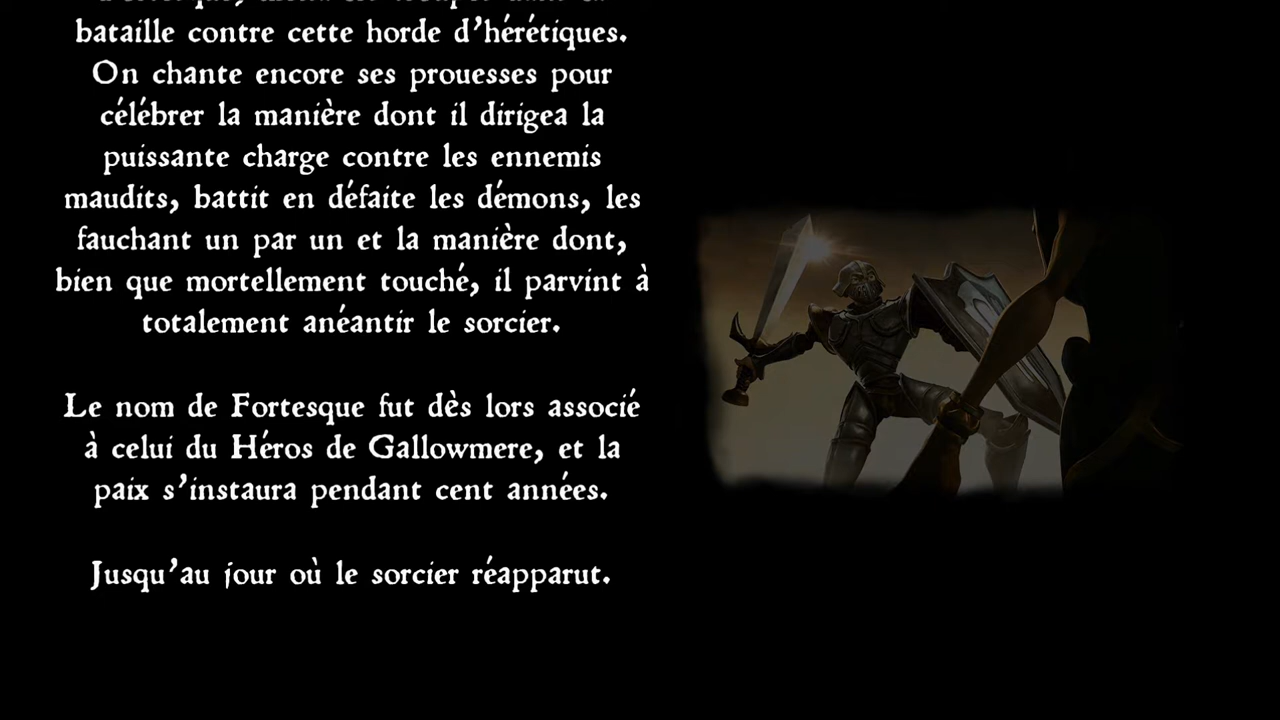 bataille contre cette horde d'hérétiques.
On chante encore ses prouesses pour
célébrer la manière dont il dirigea la
puissante charge contre les ennemis
maudits, battit en défaite les démons, les
fauchant un par un et la manière dont,
bien que mortellement touché, il parvint à
totalement anéantir le sorcier.
Le nom de Fortesque fut dès lors associé
à celui du Héros de Gallowmere, et la
paix s'instaura pendant cent années.
Jusqu'au jour où le sorcier réapparut.